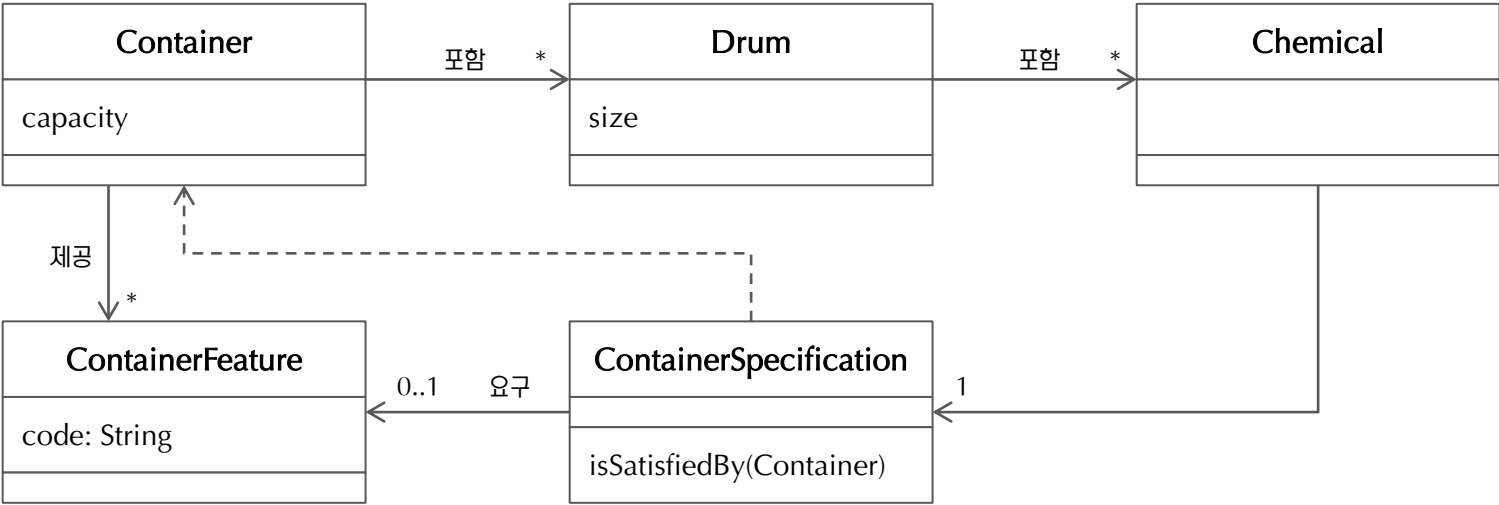 Container
포함
*
Drum
포함
*
Chemical
capacity
size
제공
*
ContainerFeature
0..1
요구
ContainerSpecification
1
code: String
isSatisfiedBy(Container)